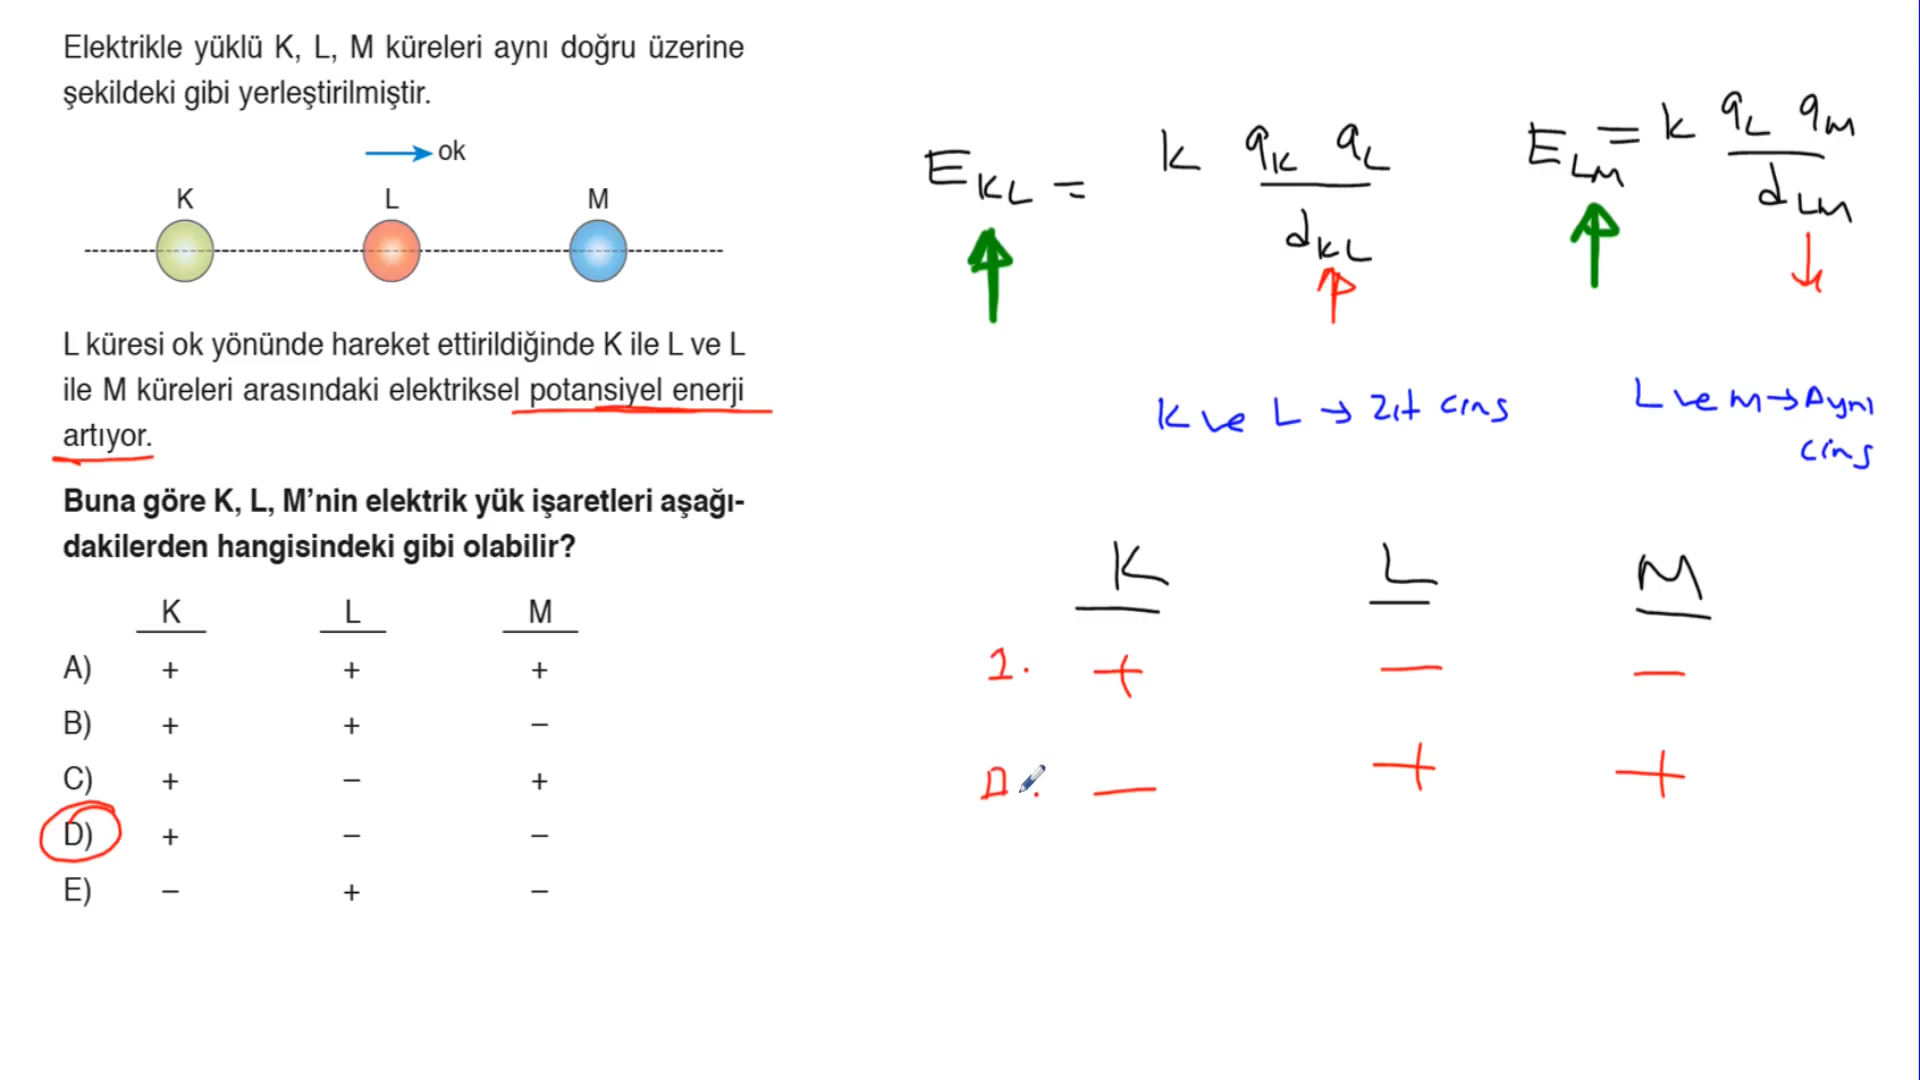 Elektrikle yüklü K, L, M küreleri aynı doğru üzerine
şekildeki gibi yerleştirilmiştir.
ok
K L M
L küresi ok yönünde hareket ettirildiğinde K ile L ve L
ile M küreleri arasındaki elektriksel potansiyel enerji
artıyor.
Buna göre K, L, M’nin elektrik yük işaretleri aşağı-
dakilerden hangisindeki gibi olabilir?
K L M
A) + + +
B) + + –
C) + – +
D) + – –
E) – + –
E_KL = k q_K q_L / d_KL
E_LM = k q_L q_M / d_LM
K ve L → Zıt cins
L ve M → Aynı
cins
K L M
1. + – –
II. – + +